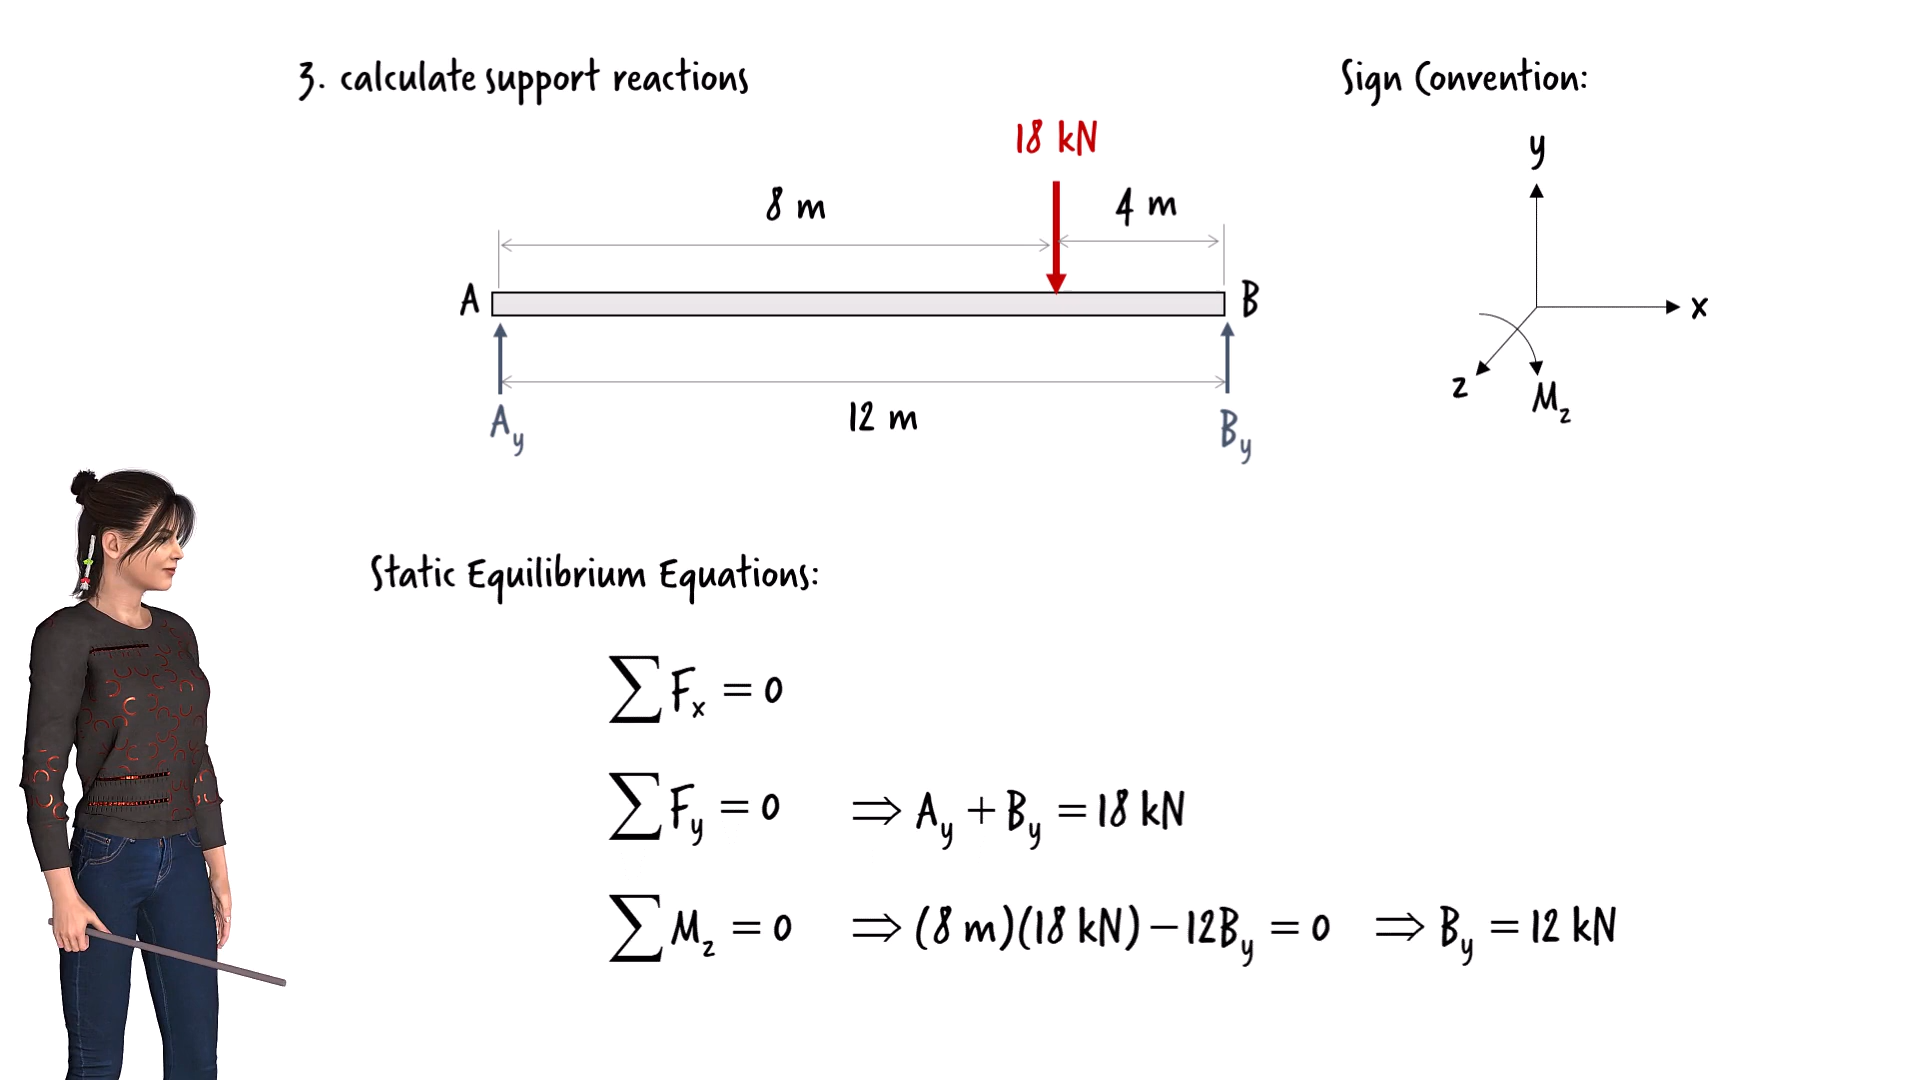 3. calculate support reactions
Sign Convention:
18 kN
8 m
4 m
A
B
12 m
A_y
B_y
y
x
z
M_z
Static Equilibrium Equations:
∑ F_x = 0
∑ F_y = 0 ⟹ A_y + B_y = 18 kN
∑ M_z = 0 ⟹ (8 m)(18 kN) − 12B_y = 0 ⟹ B_y = 12 kN